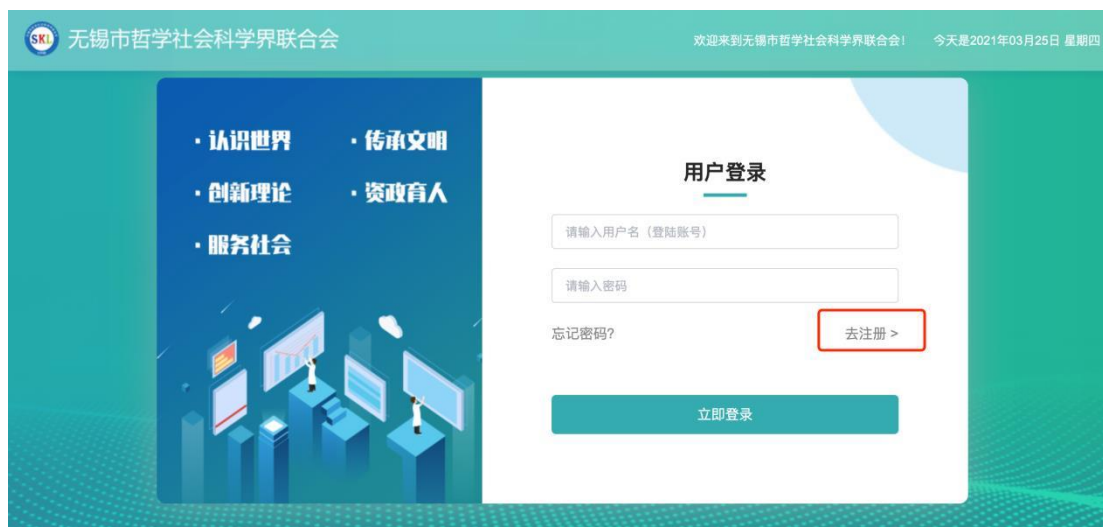 SKL 无锡市哲学社会科学界联合会
欢迎来到无锡市哲学社会科学界联合会! 今天是2021年03月25日 星期四
·认识世界 ·传承文明
·创新理论 ·资政育人
·服务社会
用户登录
请输入用户名（登陆账号）
请输入密码
忘记密码?
去注册 >
立即登录